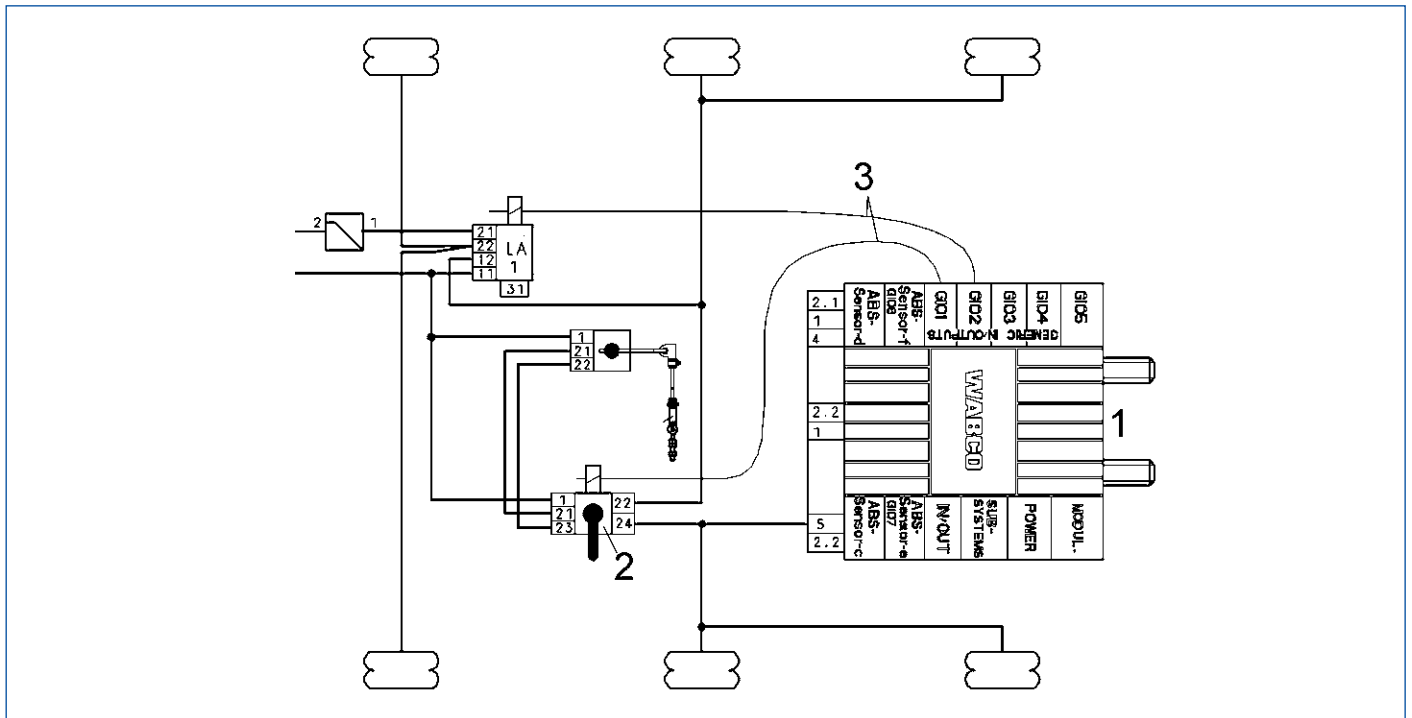 3
2 1
21
22
12
11
LA
1
31
1
21
22
1
21
23
22
24
2
2.1
1
4
2.2
1
5
2.2
ABS-
Sensor-d
ABS-
Sensor-f
GIO6
GIO1
GIO2
GIO3
GIO4
GIO5
GENERIC IN/OUTPUTS
WABCO
1
ABS-
Sensor-c
ABS-
Sensor-e
GIO7
IN/OUT
SUB-
SYSTEMS
POWER
MODUL-